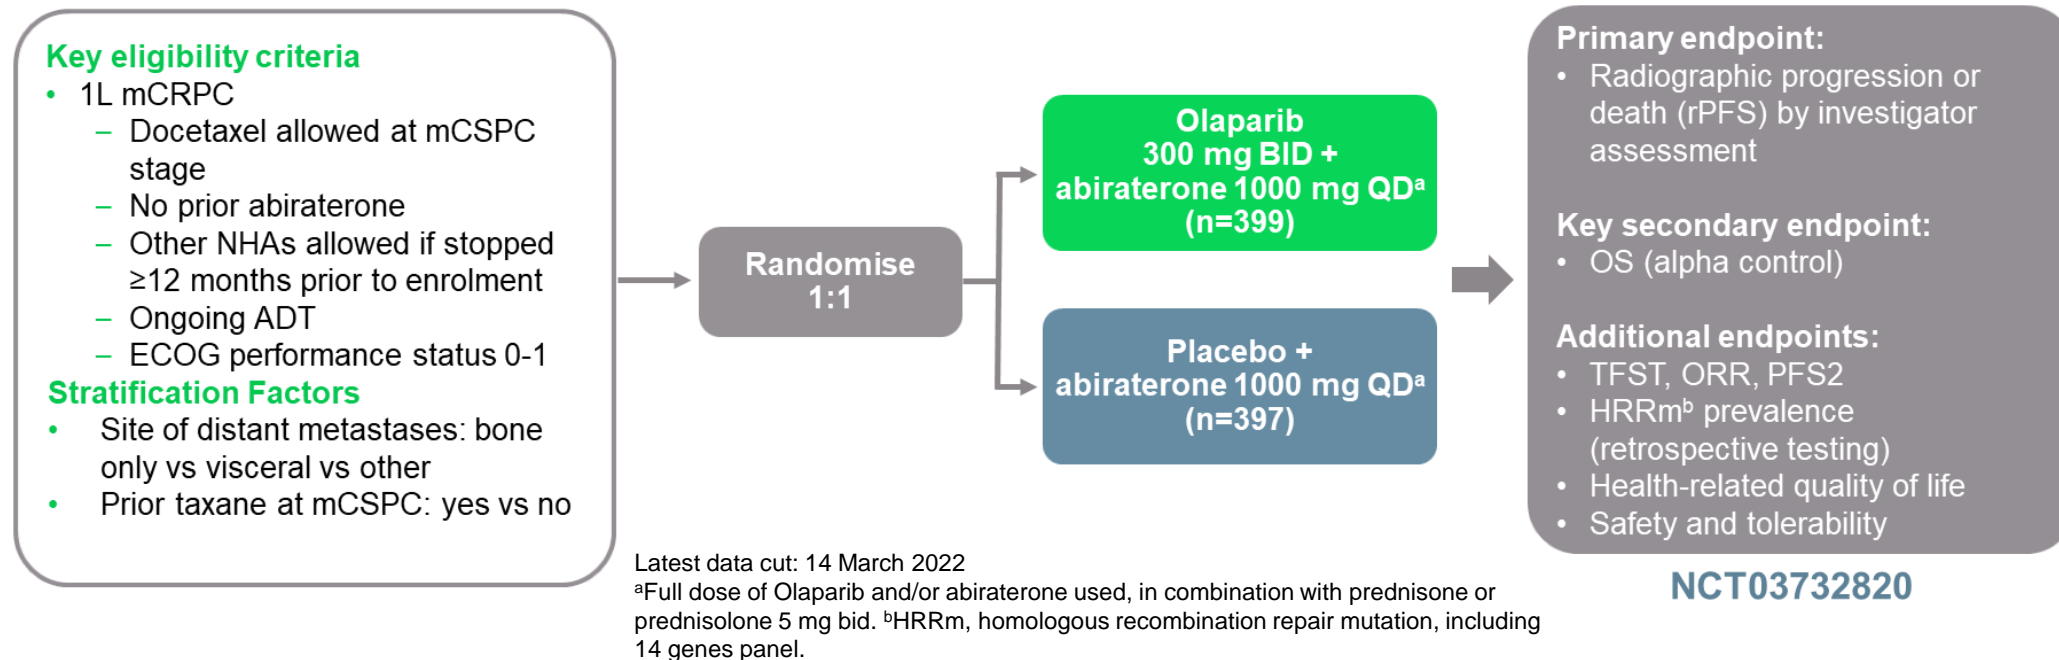 Key eligibility criteria
• 1L mCRPC
– Docetaxel allowed at mCSPC
stage
– No prior abiraterone
– Other NHAs allowed if stopped
≥12 months prior to enrolment
– Ongoing ADT
– ECOG performance status 0-1
Stratification Factors
• Site of distant metastases: bone
only vs visceral vs other
• Prior taxane at mCSPC: yes vs no
Randomise
1:1
Olaparib
300 mg BID +
abiraterone 1000 mg QDᵃ
(n=399)
Placebo +
abiraterone 1000 mg QDᵃ
(n=397)
Primary endpoint:
• Radiographic progression or
death (rPFS) by investigator
assessment
Key secondary endpoint:
• OS (alpha control)
Additional endpoints:
• TFST, ORR, PFS2
• HRRmᵇ prevalence
(retrospective testing)
• Health-related quality of life
• Safety and tolerability
NCT03732820
Latest data cut: 14 March 2022
ᵃFull dose of Olaparib and/or abiraterone used, in combination with prednisone or
prednisolone 5 mg bid. ᵇHRRm, homologous recombination repair mutation, including
14 genes panel.